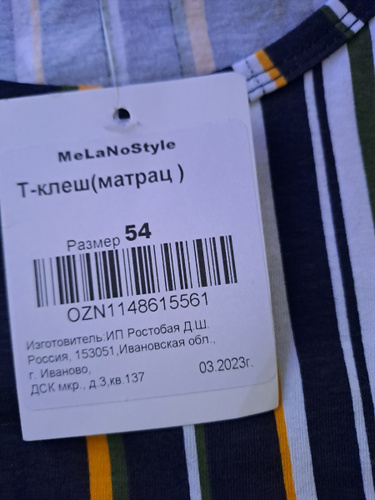 MeLaNoStyle
Т-клеш(матрац )
Размер 54
OZN1148615561
Изготовитель:ИП Ростобая Д.Ш.
Россия, 153051,Ивановская обл.,
г. Иваново,
ДСК мкр., д.3,кв.137
03.2023г.